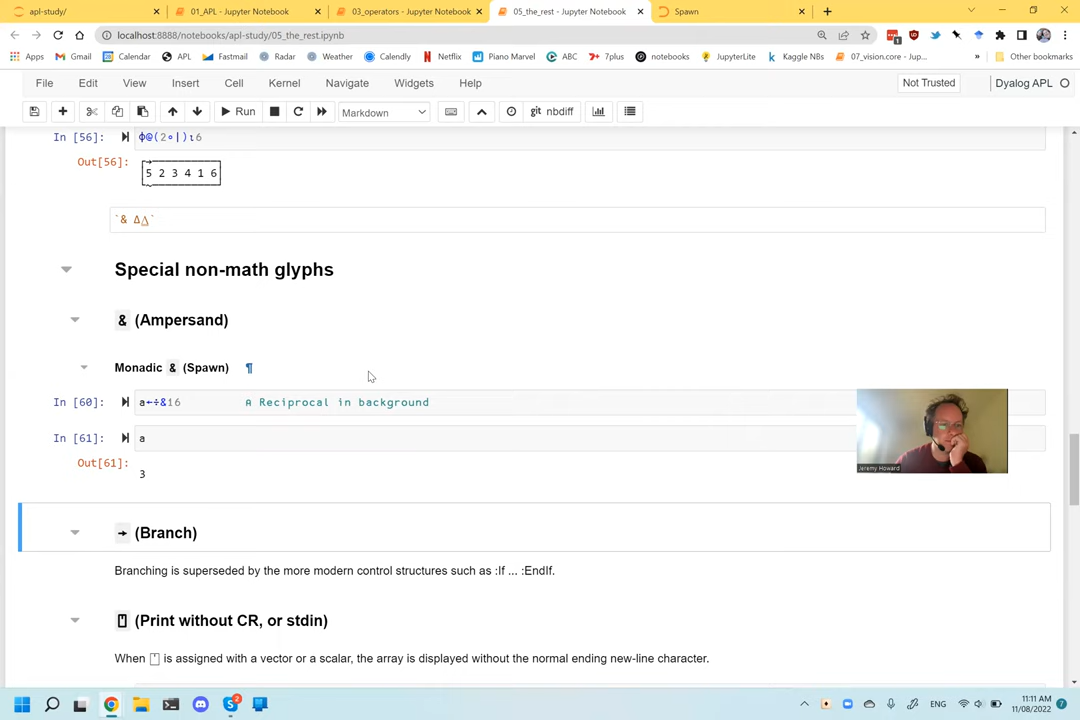 apl-study/
01_APL - Jupyter Notebook
03_operators - Jupyter Notebook
05_the_rest - Jupyter Notebook
Spawn
localhost:8888/notebooks/apl-study/05_the_rest.ipynb
Apps Gmail Calendar APL Fastmail Radar Weather Calendly Netflix Piano Marvel ABC 7plus notebooks JupyterLite Kaggle NBs 07_vision.core - Jup... » Other bookmarks
File Edit View Insert Cell Kernel Navigate Widgets Help Not Trusted Dyalog APL
Run Markdown git nbdiff
In [56]: ⌽@(2∘|)⍳6
Out[56]:
5 2 3 4 1 6
`& ∆⍙`
Special non-math glyphs
& (Ampersand)
Monadic & (Spawn) ¶
In [60]: a←÷&16 ⍝ Reciprocal in background
In [61]: a
Out[61]:
3
Jeremy Howard
→ (Branch)
Branching is superseded by the more modern control structures such as :If ... :EndIf.
⍞ (Print without CR, or stdin)
When ⍞ is assigned with a vector or a scalar, the array is displayed without the normal ending new-line character.
ENG
11:11 AM
11/08/2022